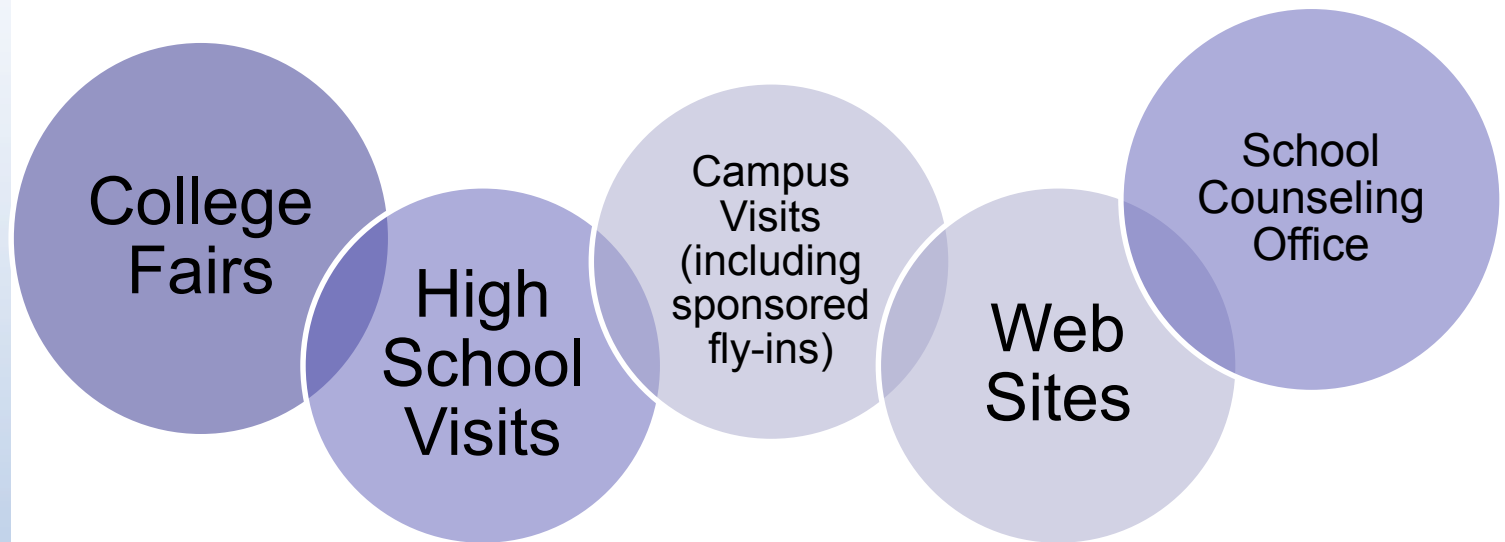 College
Fairs
High
School
Visits
Campus
Visits
(including
sponsored
fly-ins)
Web
Sites
School
Counseling
Office